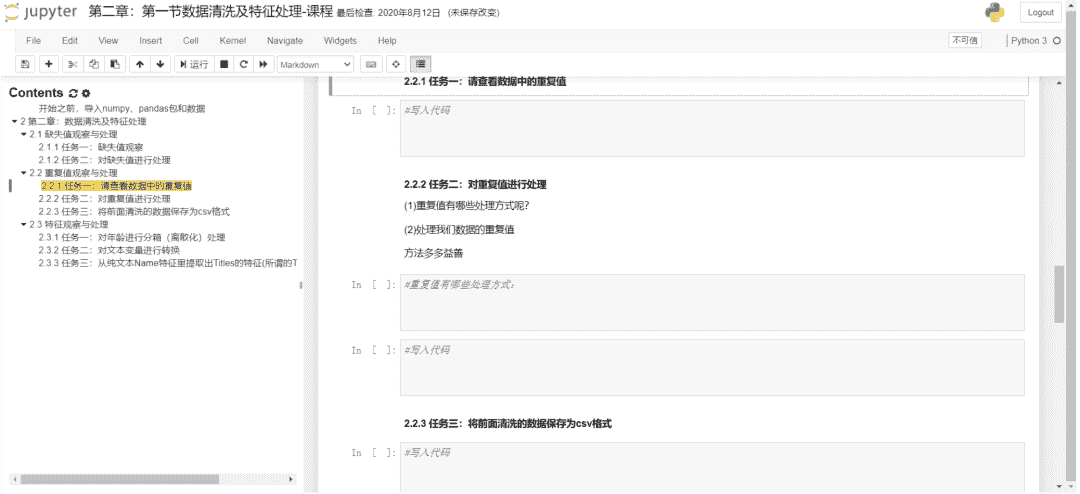 jupyter 第二章：第一节数据清洗及特征处理-课程 最后检查: 2020年8月12日 (未保存改变)
Logout
File Edit View Insert Cell Kernel Navigate Widgets Help
不可信 Python 3
运行 Markdown
Contents
开始之前，导入numpy、pandas包和数据
2 第二章：数据清洗及特征处理
2.1 缺失值观察与处理
2.1.1 任务一：缺失值观察
2.1.2 任务二：对缺失值进行处理
2.2 重复值观察与处理
2.2.1 任务一：请查看数据中的重复值
2.2.2 任务二：对重复值进行处理
2.2.3 任务三：将前面清洗的数据保存为csv格式
2.3 特征观察与处理
2.3.1 任务一：对年龄进行分箱（离散化）处理
2.3.2 任务二：对文本变量进行转换
2.3.3 任务三：从纯文本Name特征里提取出Titles的特征(所谓的T
2.2.1 任务一：请查看数据中的重复值
In [ ]: #写入代码
2.2.2 任务二：对重复值进行处理
(1)重复值有哪些处理方式呢?
(2)处理我们数据的重复值
方法多多益善
In [ ]: #重复值有哪些处理方式：
In [ ]: #写入代码
2.2.3 任务三：将前面清洗的数据保存为csv格式
In [ ]: #写入代码